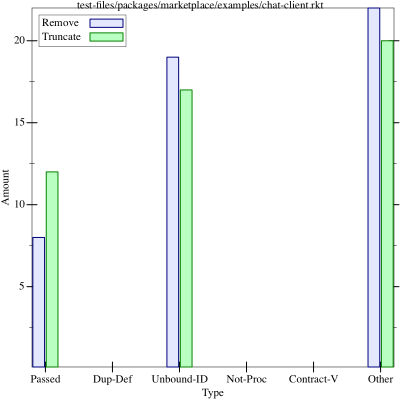 test-files/packages/marketplace/examples/chat-client.rkt
Remove
Truncate
20
15
10
5
Amount
Passed Dup-Def Unbound-ID Not-Proc Contract-V Other
Type